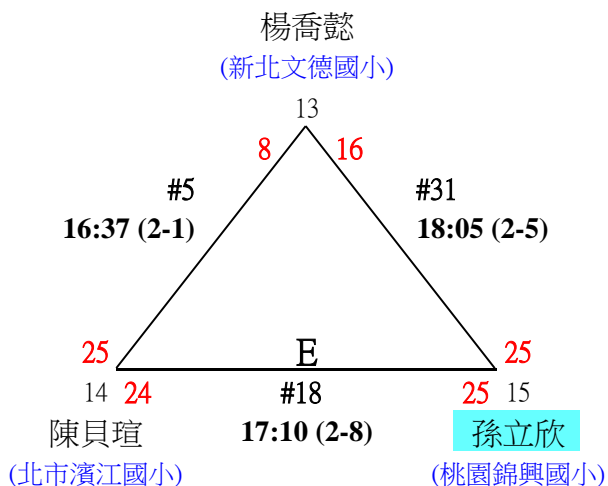 楊喬懿
(新北文德國小)
13
8 16
#5 #31
16:37 (2-1) 18:05 (2-5)
25 E 25
14 24 #18 25 15
陳貝瑄 17:10 (2-8) 孫立欣
(北市濱江國小) (桃園錦興國小)